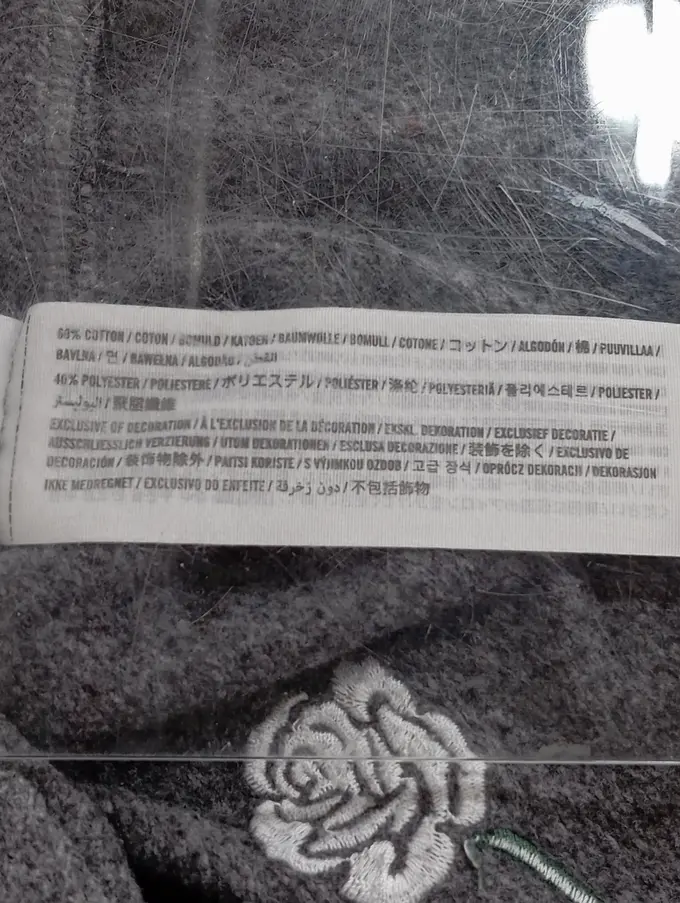 60% COTTON / COTON / BOMULD / KATOEN / BAUMWOLLE / BOMULL / COTONE / コットン / ALGODÓN / 棉 / PUUVILLAA /
BAVLNA / 면 / BAWEŁNA / ALGODÃO / القطن
40% POLYESTER / POLIESTERE / ポリエステル / POLIÉSTER / 涤纶 / POLYESTERIÄ / 폴리에스테르 / POLIESTER /
البوليستر / 聚酯纖維
EXCLUSIVE OF DECORATION / À L'EXCLUSION DE LA DÉCORATION / EKSKL. DEKORATION / EXCLUSIEF DECORATIE /
AUSSCHLIESSLICH VERZIERUNG / UTOM DEKORATIONEN / ESCLUSA DECORAZIONE / 装飾を除く / EXCLUSIVO DE
DECORACIÓN / 装饰物除外 / PAITSI KORISTE / S VÝJIMKOU OZDOB / 고급 장식 / OPRÓCZ DEKORACJI / DEKORASJON
IKKE MEDREGNET / EXCLUSIVO DO ENFEITE / دون زخرفة / 不包括飾物